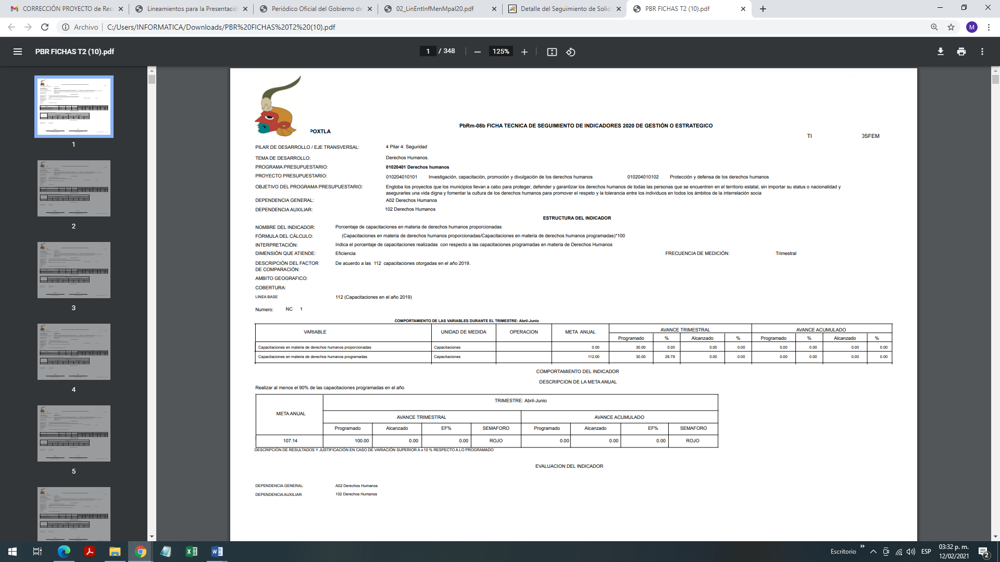 CORRECCIÓN PROYECTO de Res
Lineamientos para la Presentació
Periódico Oficial del Gobierno de
02_LinEntInfMenMpal20.pdf
Detalle del Seguimiento de Solici
PBR FICHAS T2 (10).pdf
Archivo C:/Users/INFORMATICA/Downloads/PBR%20FICHAS%20T2%20(10).pdf
M
PBR FICHAS T2 (10).pdf
1 / 348
125%
1
2
3
4
5
POXTLA
PbRm-08b FICHA TECNICA DE SEGUIMIENTO DE INDICADORES 2020 DE GESTIÓN O ESTRATEGICO
TI OSFEM
PILAR DE DESARROLLO / EJE TRANSVERSAL: 4 Pilar 4: Seguridad
TEMA DE DESARROLLO: Derechos Humanos.
PROGRAMA PRESUPUESTARIO: 01020401 Derechos humanos
PROYECTO PRESUPUESTARIO: 010204010101 Investigación, capacitación, promoción y divulgación de los derechos humanos 010204010102 Protección y defensa de los derechos humanos
OBJETIVO DEL PROGRAMA PRESUPUESTARIO: Engloba los proyectos que los municipios llevan a cabo para proteger, defender y garantizar los derechos humanos de todas las personas que se encuentren en el territorio estatal, sin importar su status o nacionalidad y
asegurarles una vida digna y fomentar la cultura de los derechos humanos para promover el respeto y la tolerancia entre los individuos en todos los ámbitos de la interrelación socia
DEPENDENCIA GENERAL: A02 Derechos Humanos
DEPENDENCIA AUXILIAR: 102 Derechos Humanos
ESTRUCTURA DEL INDICADOR
NOMBRE DEL INDICADOR: Porcentaje de capacitaciones en materia de derechos humanos proporcionadas
FÓRMULA DEL CÁLCULO: (Capacitaciones en materia de derechos humanos proporcionadas/Capacitaciones en materia de derechos humanos programadas)*100
INTERPRETACIÓN: Indica el porcentaje de capacitaciones realizadas con respecto a las capacitaciones programadas en materia de Derechos Humanos
DIMENSIÓN QUE ATIENDE: Eficiencia FRECUENCIA DE MEDICIÓN: Trimestral
DESCRIPCIÓN DEL FACTOR DE COMPARACIÓN: De acuerdo a las 112 capacitaciones otorgadas en el año 2019.
AMBITO GEOGRAFICO:
COBERTURA:
LINEA BASE 112 (Capacitaciones en el año 2019)
Numero: NC 1
COMPORTAMIENTO DE LAS VARIABLES DURANTE EL TRIMESTRE: Abril-Junio
VARIABLE UNIDAD DE MEDIDA OPERACION META ANUAL AVANCE TRIMESTRAL AVANCE ACUMULADO
Programado % Alcanzado % Programado % Alcanzado %
Capacitaciones en materia de derechos humanos proporcionadas Capacitaciones 0.00 30.00 0.00 0.00 0.00 0.00 0.00 0.00 0.00
Capacitaciones en materia de derechos humanos programadas Capacitaciones 112.00 30.00 26.79 0.00 0.00 0.00 0.00 0.00 0.00
COMPORTAMIENTO DEL INDICADOR
DESCRIPCION DE LA META ANUAL
Realizar al menos el 90% de las capacitaciones programadas en el año
META ANUAL TRIMESTRE: Abril-Junio
AVANCE TRIMESTRAL AVANCE ACUMULADO
Programado Alcanzado EF% SEMAFORO Programado Alcanzado EF% SEMAFORO
107.14 100.00 0.00 0.00 ROJO 0.00 0.00 0.00 ROJO
DESCRIPCIÓN DE RESULTADOS Y JUSTIFICACIÓN EN CASO DE VARIACIÓN SUPERIOR A ± 10 % RESPECTO A LO PROGRAMADO
EVALUACION DEL INDICADOR
DEPENDENCIA GENERAL: A02 Derechos Humanos
DEPENDENCIA AUXILIAR: 102 Derechos Humanos
Escritorio ESP 03:32 p. m.
12/02/2021 2